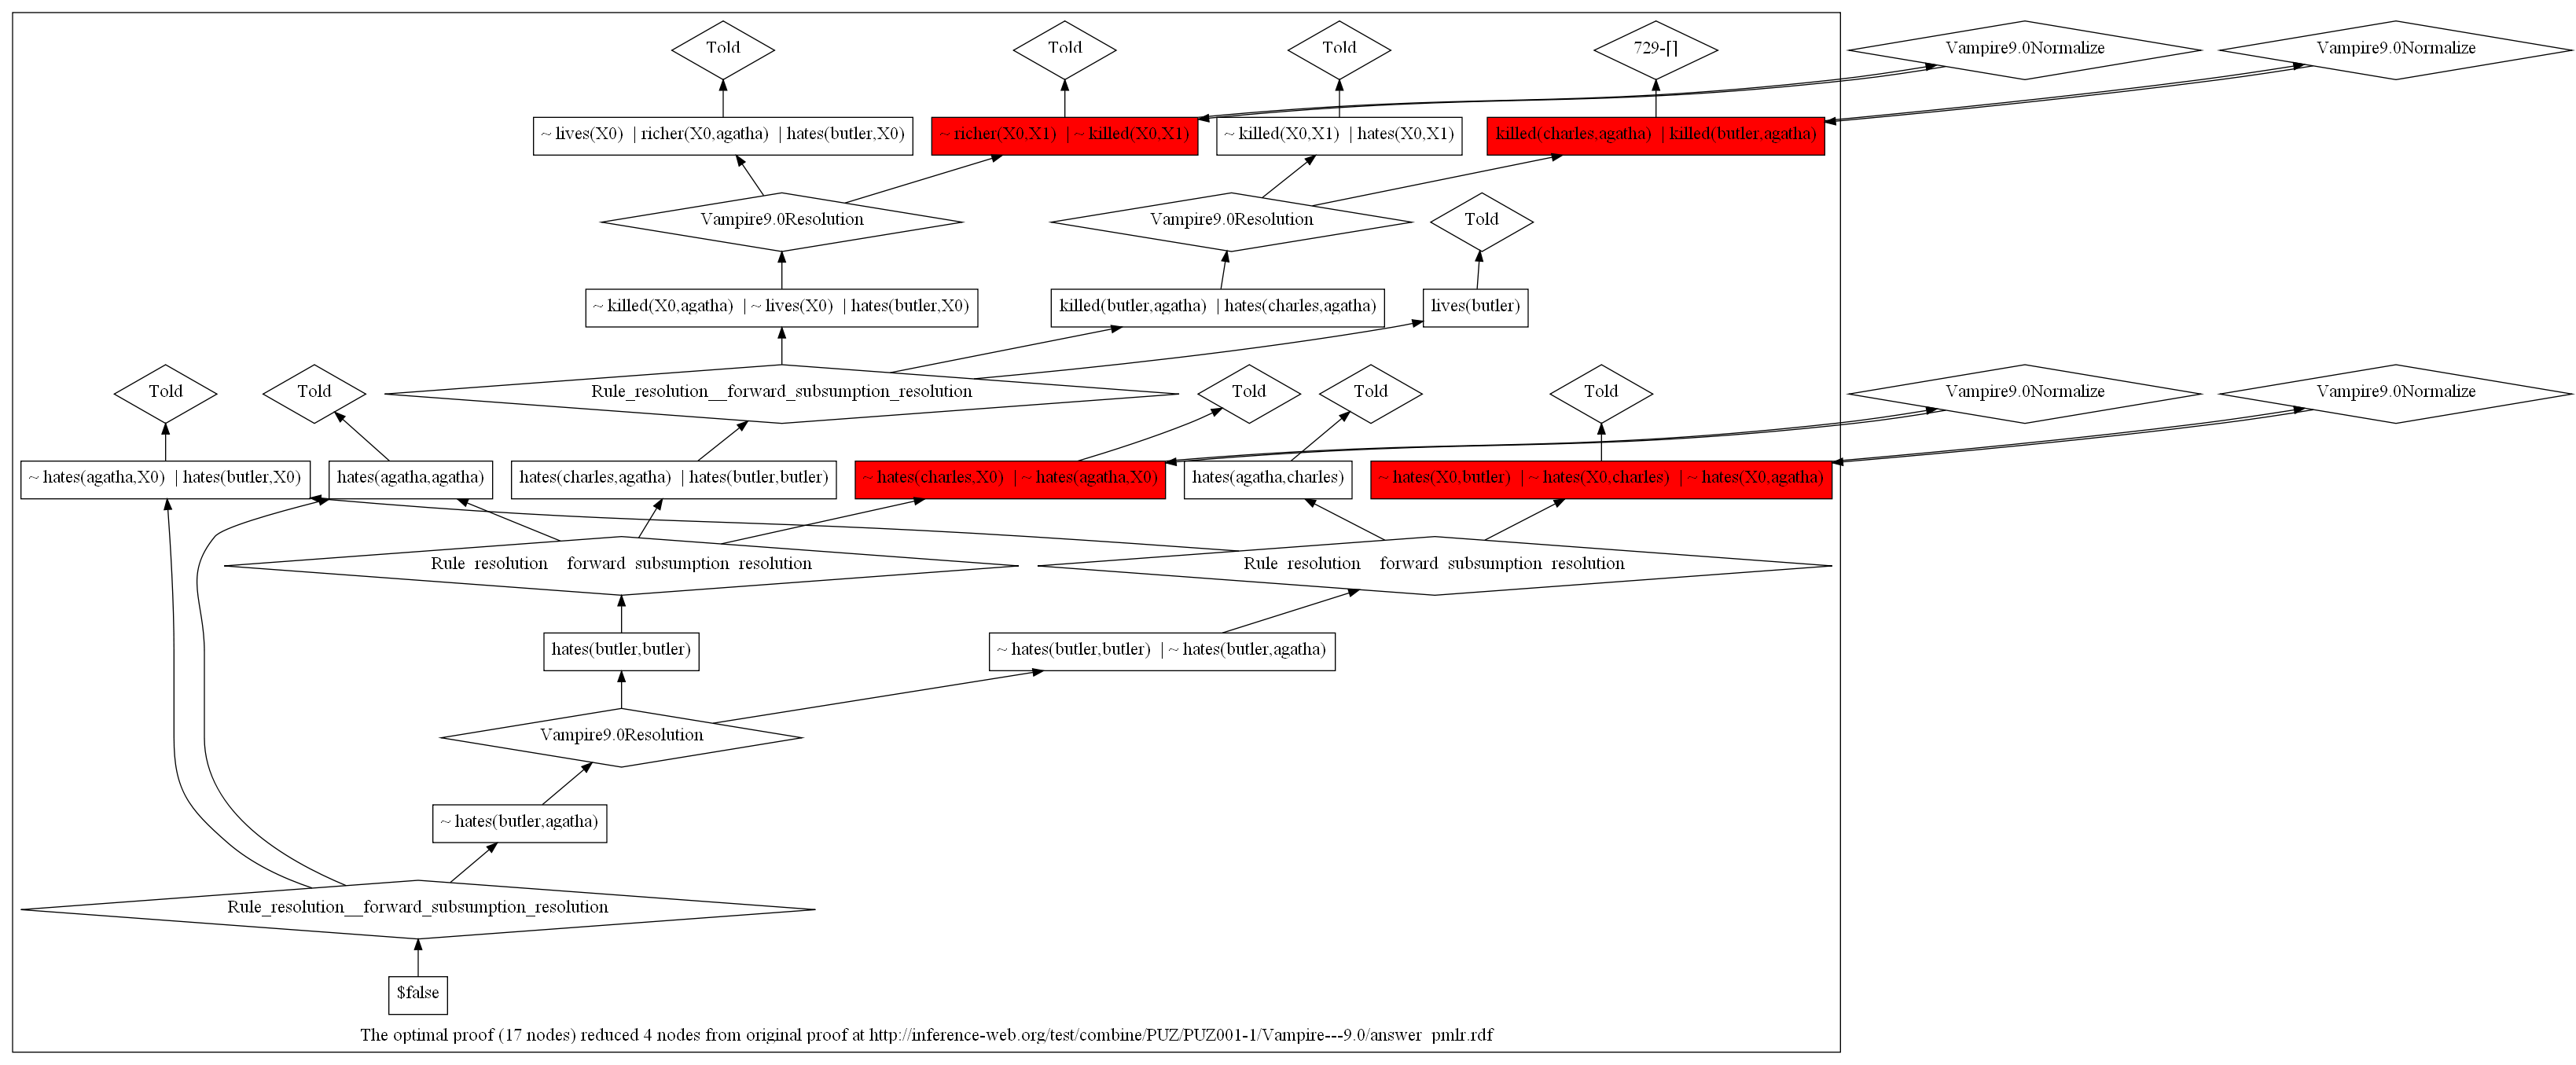 Told
Told
Told
729-[]
Vampire9.0Normalize
Vampire9.0Normalize
~ lives(X0) | richer(X0,agatha) | hates(butler,X0)
~ richer(X0,X1) | ~ killed(X0,X1)
~ killed(X0,X1) | hates(X0,X1)
killed(charles,agatha) | killed(butler,agatha)
Vampire9.0Resolution
Vampire9.0Resolution
Told
~ killed(X0,agatha) | ~ lives(X0) | hates(butler,X0)
killed(butler,agatha) | hates(charles,agatha)
lives(butler)
Told
Told
Rule_resolution__forward_subsumption_resolution
Told
Told
Told
Vampire9.0Normalize
Vampire9.0Normalize
~ hates(agatha,X0) | hates(butler,X0)
hates(agatha,agatha)
hates(charles,agatha) | hates(butler,butler)
~ hates(charles,X0) | ~ hates(agatha,X0)
hates(agatha,charles)
~ hates(X0,butler) | ~ hates(X0,charles) | ~ hates(X0,agatha)
Rule resolution  forward subsumption resolution
Rule resolution  forward subsumption resolution
hates(butler,butler)
~ hates(butler,butler) | ~ hates(butler,agatha)
Vampire9.0Resolution
~ hates(butler,agatha)
Rule_resolution__forward_subsumption_resolution
$false
The optimal proof (17 nodes) reduced 4 nodes from original proof at http://inference-web.org/test/combine/PUZ/PUZ001-1/Vampire---9.0/answer pmlr.rdf